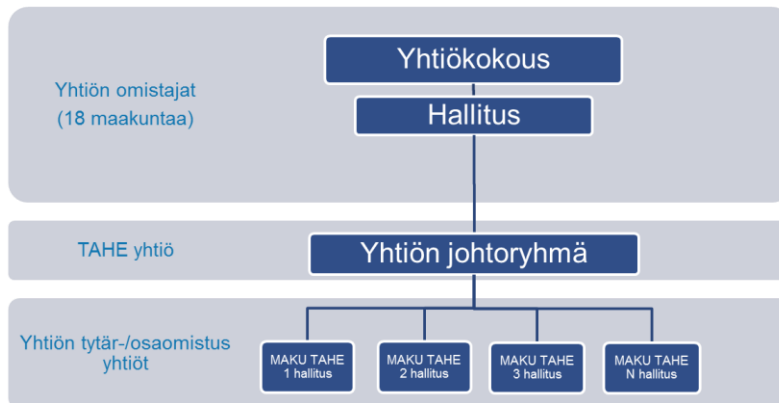 Yhtiön omistajat
(18 maakuntaa)
Yhtiökokous
Hallitus
TAHE yhtiö
Yhtiön johtoryhmä
Yhtiön tytär-/osaomistus
yhtiöt
MAKU TAHE
1 hallitus
MAKU TAHE
2 hallitus
MAKU TAHE
3 hallitus
MAKU TAHE
N hallitus